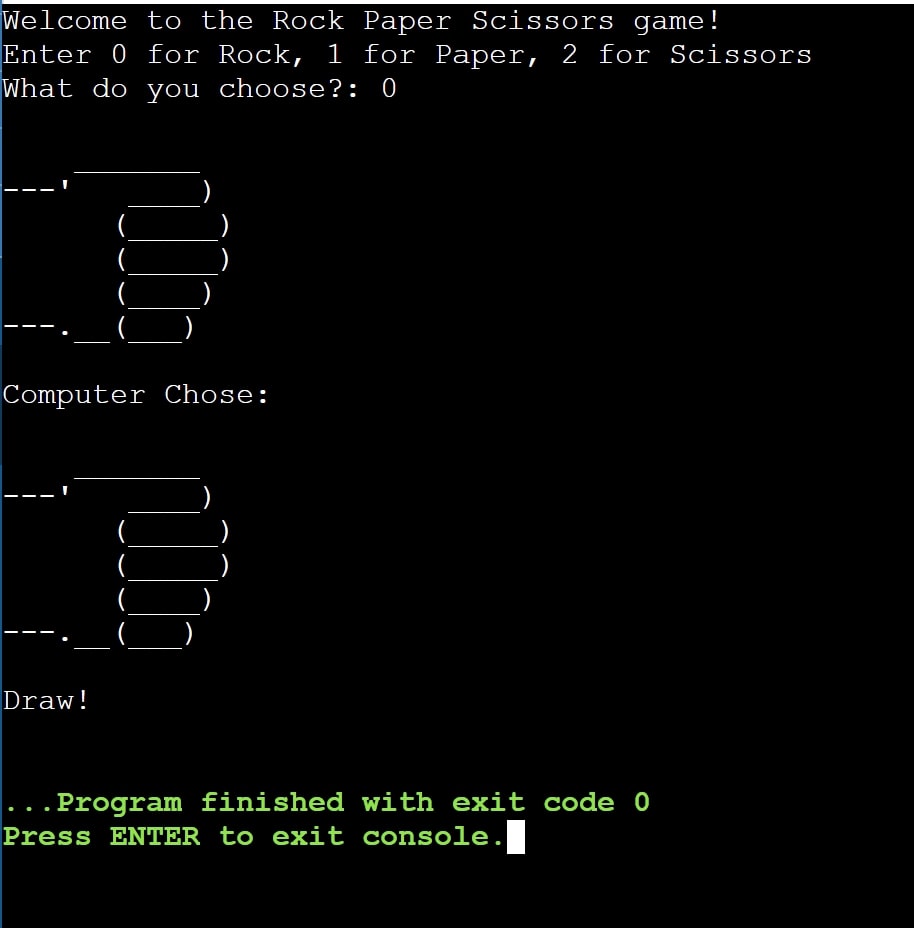 Welcome to the Rock Paper Scissors game!
Enter 0 for Rock, 1 for Paper, 2 for Scissors
What do you choose?: 0
    _______
---'   ____)
      (_____)
      (_____)
      (____)
---.__(___)
Computer Chose:
    _______
---'   ____)
      (_____)
      (_____)
      (____)
---.__(___)
Draw!
...Program finished with exit code 0
Press ENTER to exit console.